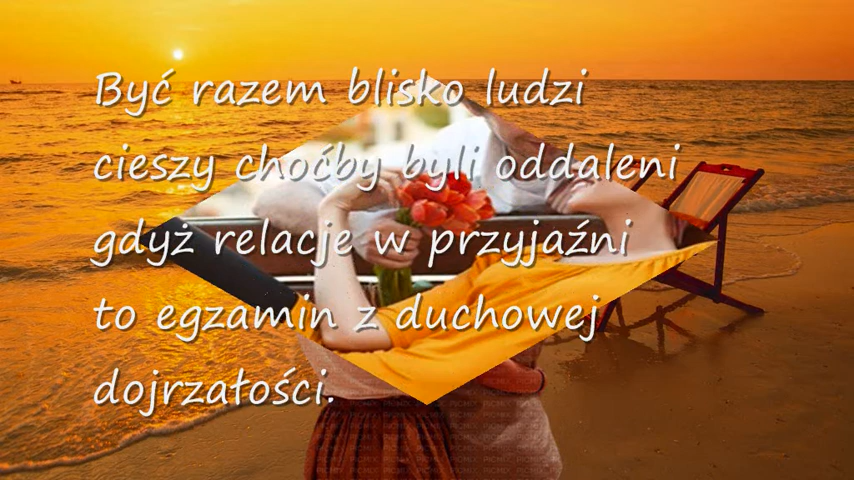 Być razem blisko ludzi
cieszy choćby byli oddaleni
gdyż relacje w przyjaźni
to egzamin z duchowej
dojrzałości.